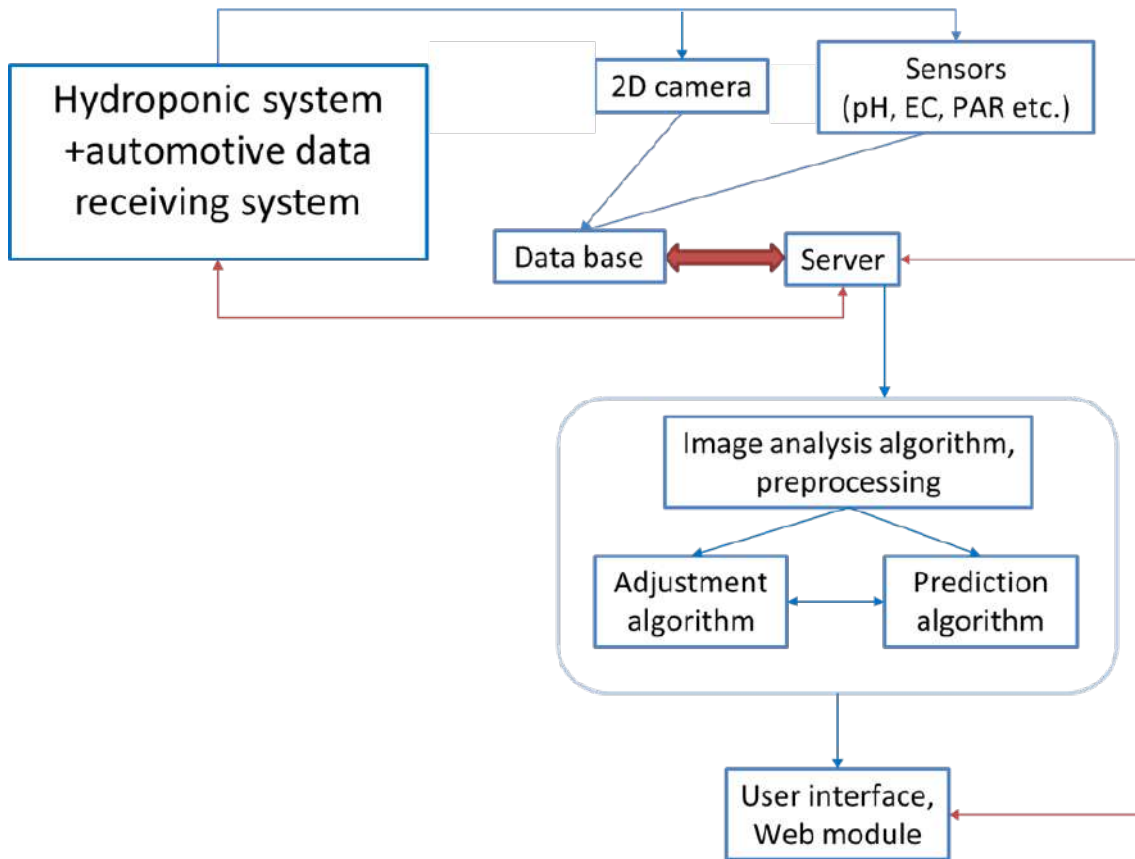 Hydroponic system
+automotive data
receiving system
2D camera
Sensors
(pH, EC, PAR etc.)
Data base
Server
Image analysis algorithm,
preprocessing
Adjustment
algorithm
Prediction
algorithm
User interface,
Web module